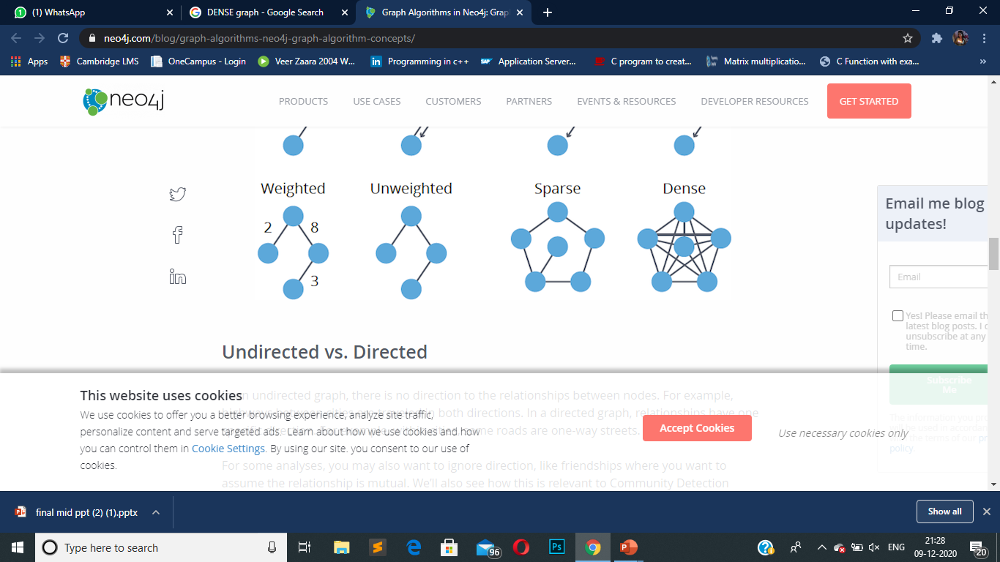 (1) WhatsApp
DENSE graph - Google Search
Graph Algorithms in Neo4j: Grap
neo4j.com/blog/graph-algorithms-neo4j-graph-algorithm-concepts/
Apps
Cambridge LMS
OneCampus - Login
Veer Zaara 2004 W...
Programming in c++
Application Server...
C program to creat...
Matrix multiplicatio...
C Function with exa...
»
neo4j
PRODUCTS
USE CASES
CUSTOMERS
PARTNERS
EVENTS & RESOURCES
DEVELOPER RESOURCES
GET STARTED
Weighted
Unweighted
Sparse
Dense
2
8
3
Email me blog
updates!
Email
Yes! Please email th
latest blog posts. I c
unsubscribe at any
time.
Subscribe
Me
The information you pro
will be used in accordan
the terms of our pr
policy
Undirected vs. Directed
n undirected graph, there is no direction to the relationships between nodes. For example,
both directions. In a directed graph, relationships have one
some roads are one-way streets.
For some analyses, you may also want to ignore direction, like friendships where you want to
assume the relationship is mutual. We'll also see how this is relevant to Community Detection
This website uses cookies
We use cookies to offer you a better browsing experience, analyze site traffic,
personalize content and serve targeted ads. Learn about how we use cookies and how
you can control them in Cookie Settings. By using our site. you consent to our use of
cookies.
Accept Cookies
Use necessary cookies only
final mid ppt (2) (1).pptx
Show all
Type here to search
96
Ps
ENG
21:28
09-12-2020
20